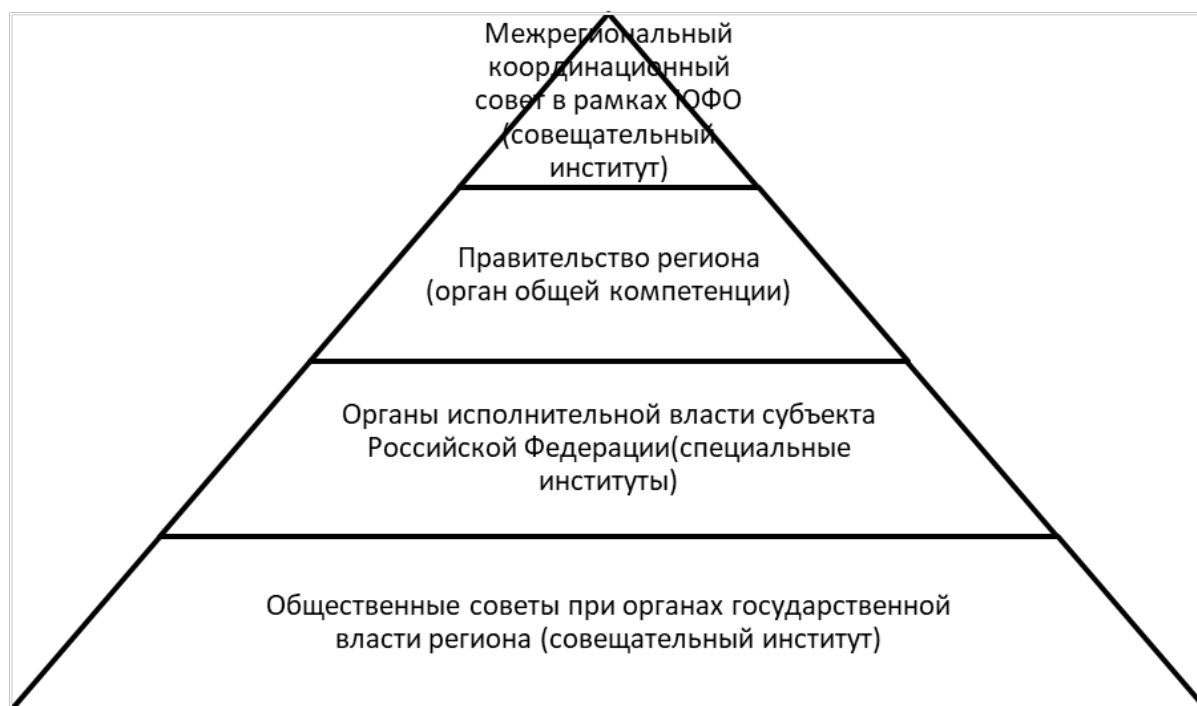 Межрегиональный
координационный
совет в рамках ЮФО
(совещательный
институт)
Правительство региона
(орган общей компетенции)
Органы исполнительной власти субъекта
Российской Федерации(специальные
институты)
Общественные советы при органах государственной
власти региона (совещательный институт)